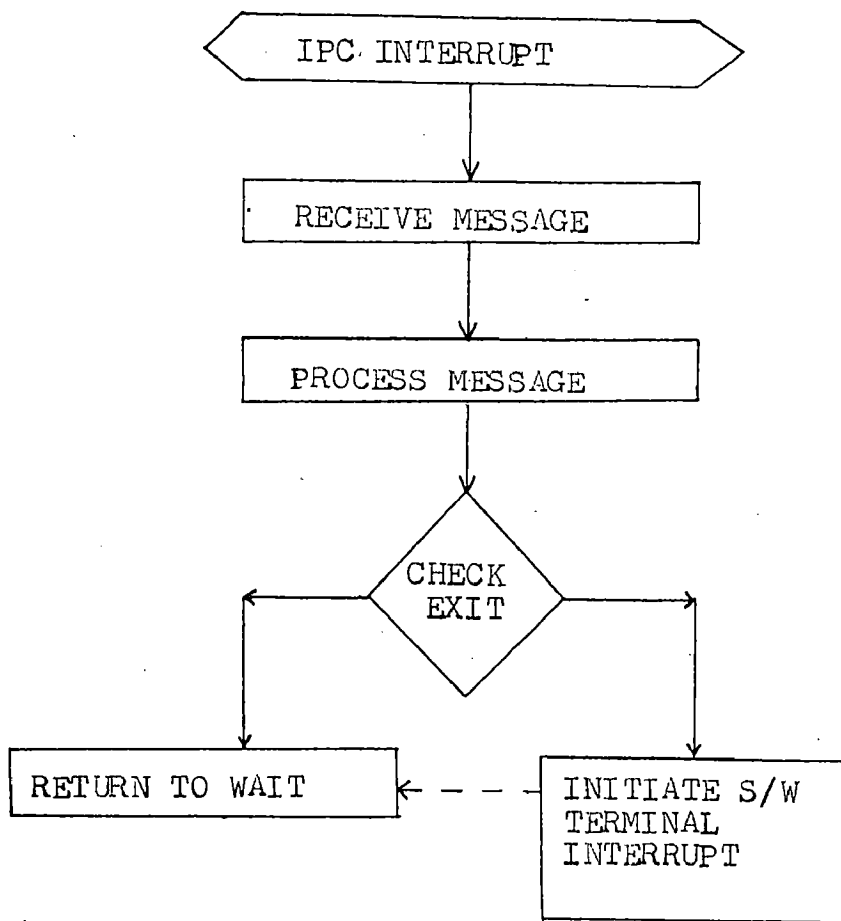 IPC INTERRUPT
RECEIVE MESSAGE
PROCESS MESSAGE
CHECK
EXIT
RETURN TO WAIT
INITIATE S/W
TERMINAL
INTERRUPT